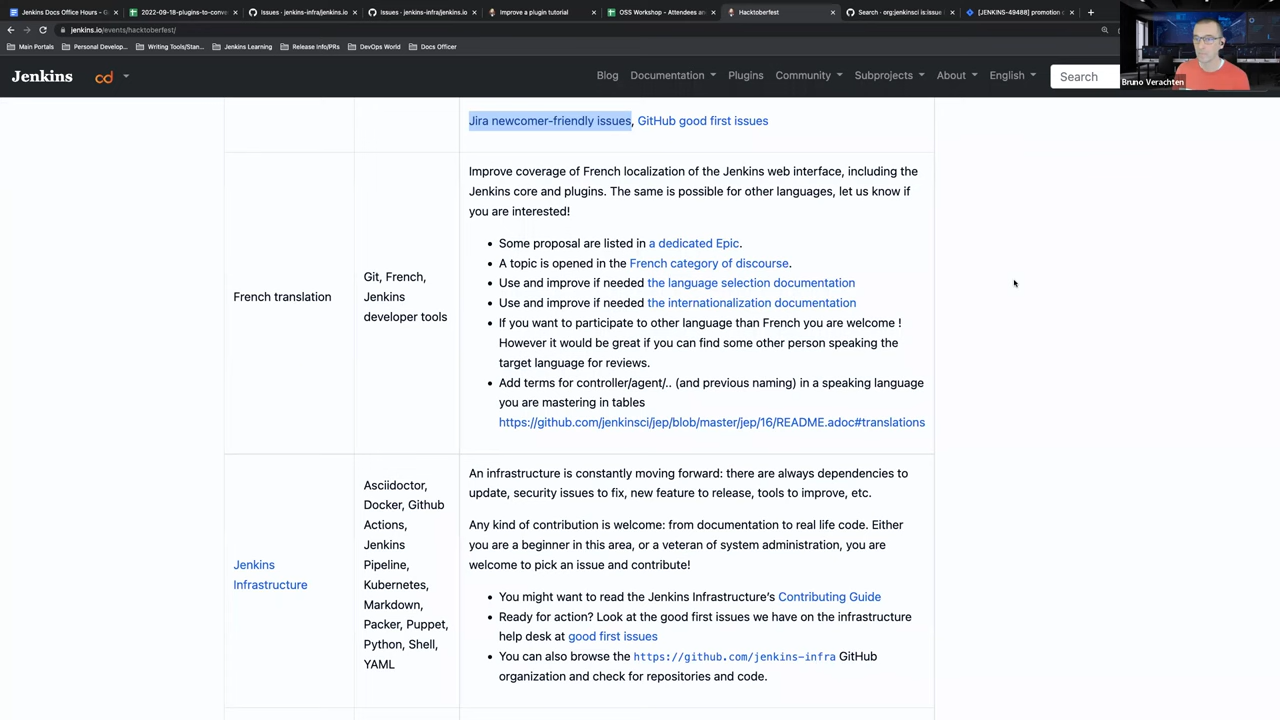 Jenkins Docs Office Hours - G
2022-09-18-plugins-to-conve
Issues · jenkins-infra/jenkins.io
Issues · jenkins-infra/jenkins.io
Improve a plugin tutorial
OSS Workshop - Attendees an
Hacktoberfest
Search · org:jenkinsci is:issue
[JENKINS-49488] promotion c
jenkins.io/events/hacktoberfest/
Main Portals
Personal Develop...
Writing Tools/Stan...
Jenkins Learning
Release Info/PRs
DevOps World
Docs Officer
Bruno Verachten
Jenkins
cd
Blog
Documentation
Plugins
Community
Subprojects
About
English
Search
Jira newcomer-friendly issues, GitHub good first issues
French translation
Git, French,
Jenkins
developer tools
Improve coverage of French localization of the Jenkins web interface, including the
Jenkins core and plugins. The same is possible for other languages, let us know if
you are interested!
• Some proposal are listed in a dedicated Epic.
• A topic is opened in the French category of discourse.
• Use and improve if needed the language selection documentation
• Use and improve if needed the internationalization documentation
• If you want to participate to other language than French you are welcome !
However it would be great if you can find some other person speaking the
target language for reviews.
• Add terms for controller/agent/.. (and previous naming) in a speaking language
you are mastering in tables
https://github.com/jenkinsci/jep/blob/master/jep/16/README.adoc#translations
Jenkins
Infrastructure
Asciidoctor,
Docker, Github
Actions,
Jenkins
Pipeline,
Kubernetes,
Markdown,
Packer, Puppet,
Python, Shell,
YAML
An infrastructure is constantly moving forward: there are always dependencies to
update, security issues to fix, new feature to release, tools to improve, etc.
Any kind of contribution is welcome: from documentation to real life code. Either
you are a beginner in this area, or a veteran of system administration, you are
welcome to pick an issue and contribute!
• You might want to read the Jenkins Infrastructure's Contributing Guide
• Ready for action? Look at the good first issues we have on the infrastructure
help desk at good first issues
• You can also browse the https://github.com/jenkins-infra GitHub
organization and check for repositories and code.